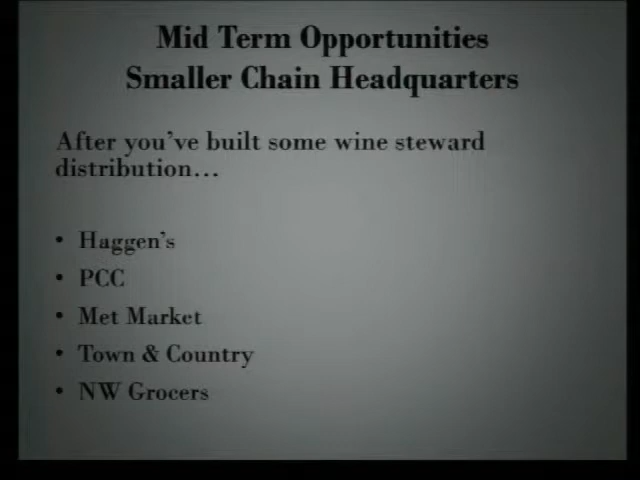 Mid Term Opportunities
Smaller Chain Headquarters
After you've built some wine steward
distribution…
• Haggen's
• PCC
• Met Market
• Town & Country
• NW Grocers